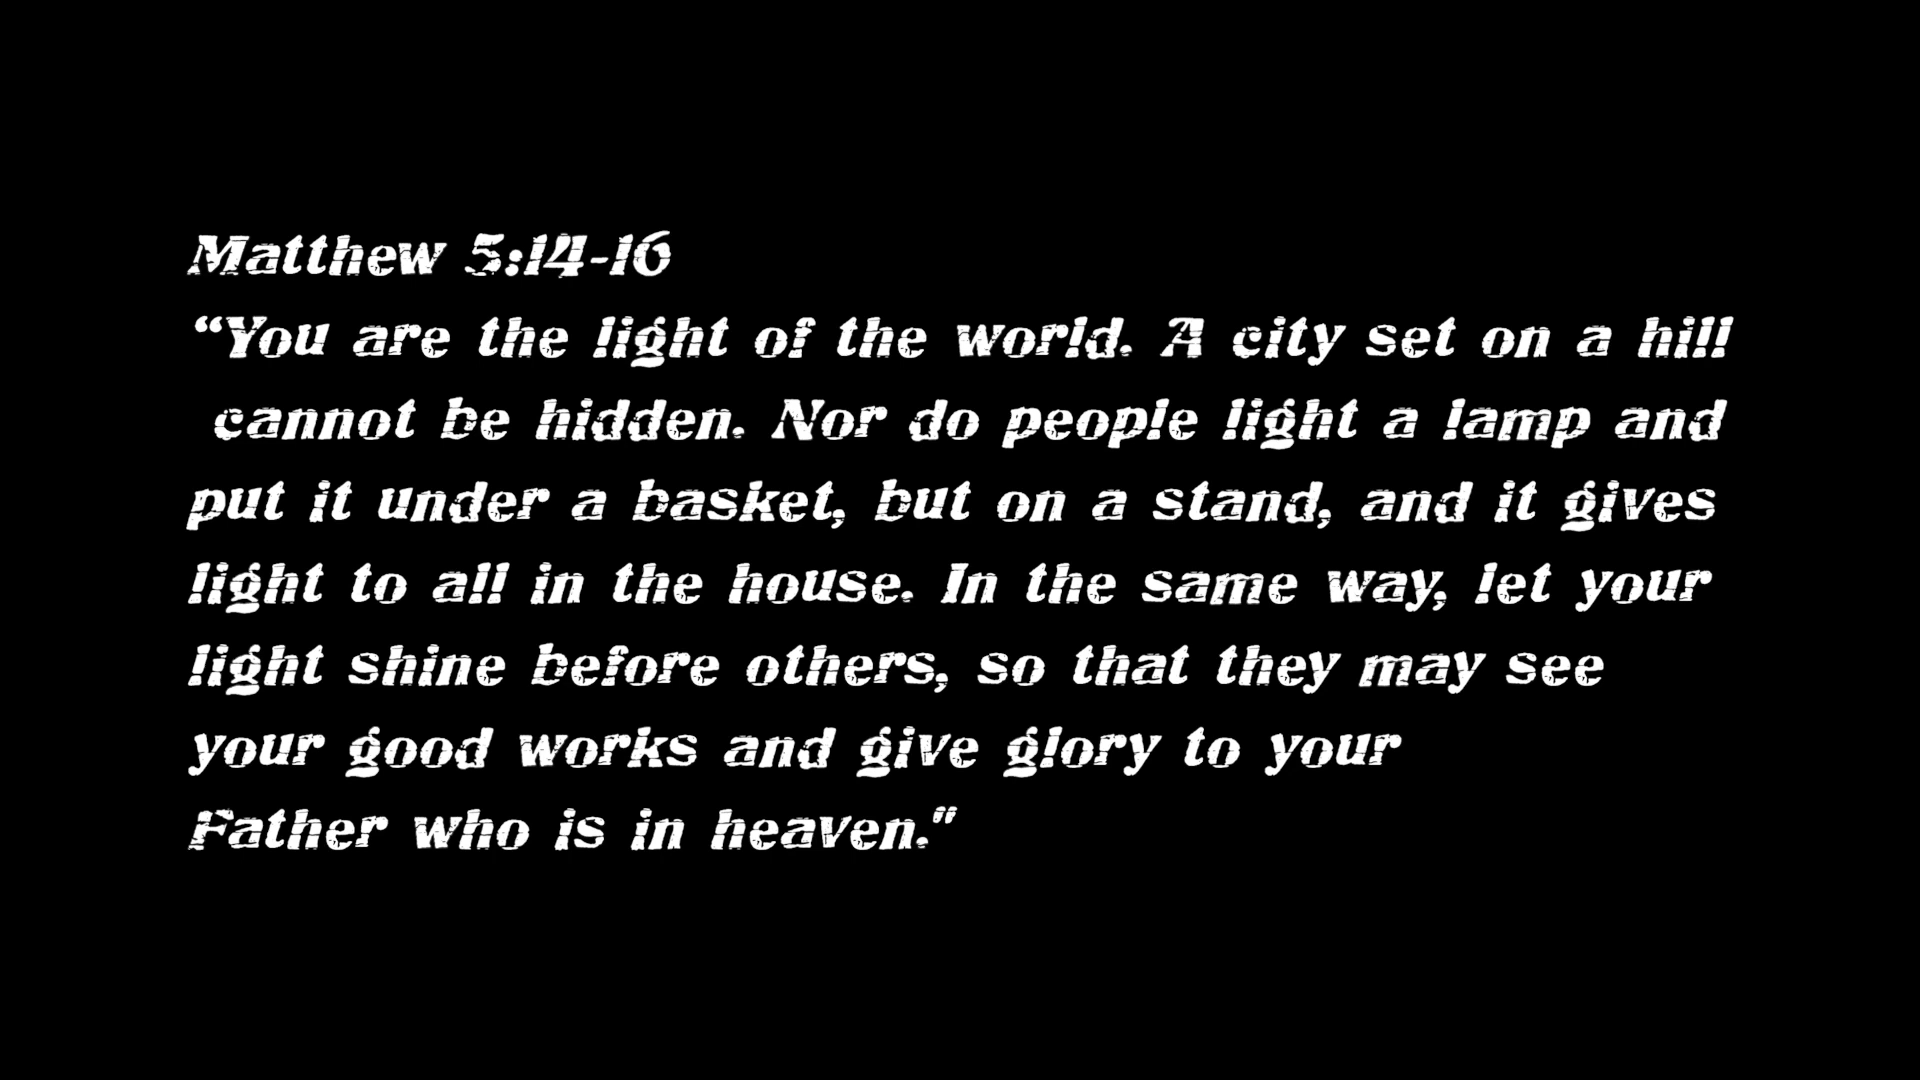 Matthew 5:14-16
“You are the light of the world. A city set on a hill
cannot be hidden. Nor do people light a lamp and
put it under a basket, but on a stand, and it gives
light to all in the house. In the same way, let your
light shine before others, so that they may see
your good works and give glory to your
Father who is in heaven."